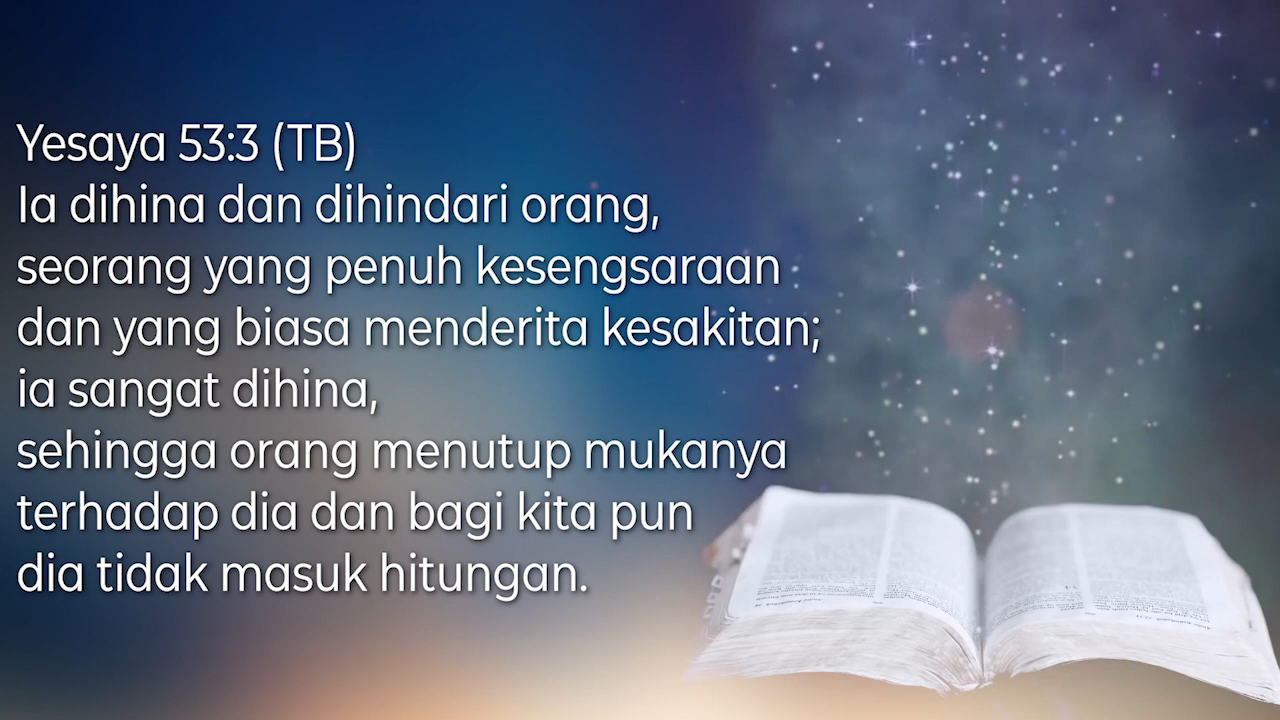 Yesaya 53:3 (TB)
Ia dihina dan dihindari orang,
seorang yang penuh kesengsaraan
dan yang biasa menderita kesakitan;
ia sangat dihina,
sehingga orang menutup mukanya
terhadap dia dan bagi kita pun
dia tidak masuk hitungan.